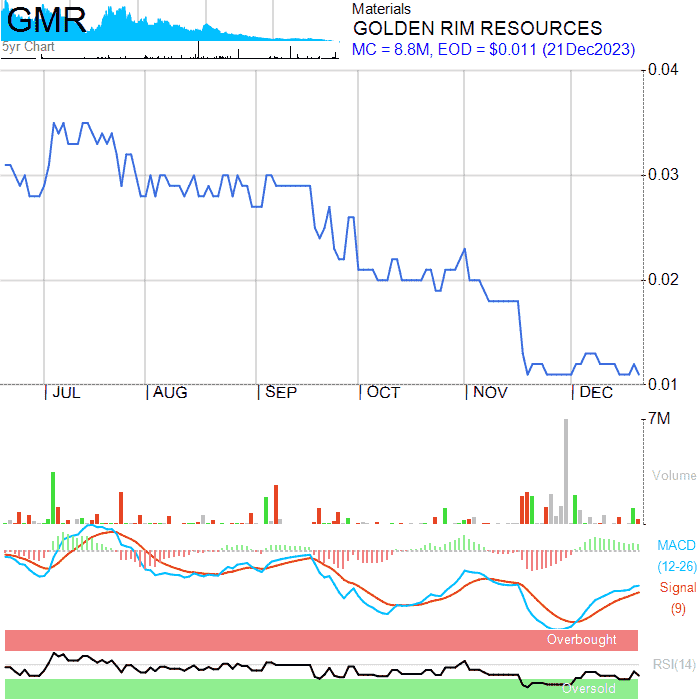 GMR
5yr Chart
Materials
GOLDEN RIM RESOURCES
MC = 8.8M, EOD = $0.011 (21Dec2023)
0.04
0.03
0.02
0.01
JUL AUG SEP OCT NOV DEC
7M
Volume
MACD
(12-26)
Signal
(9)
Overbought
RSI(14)
Oversold